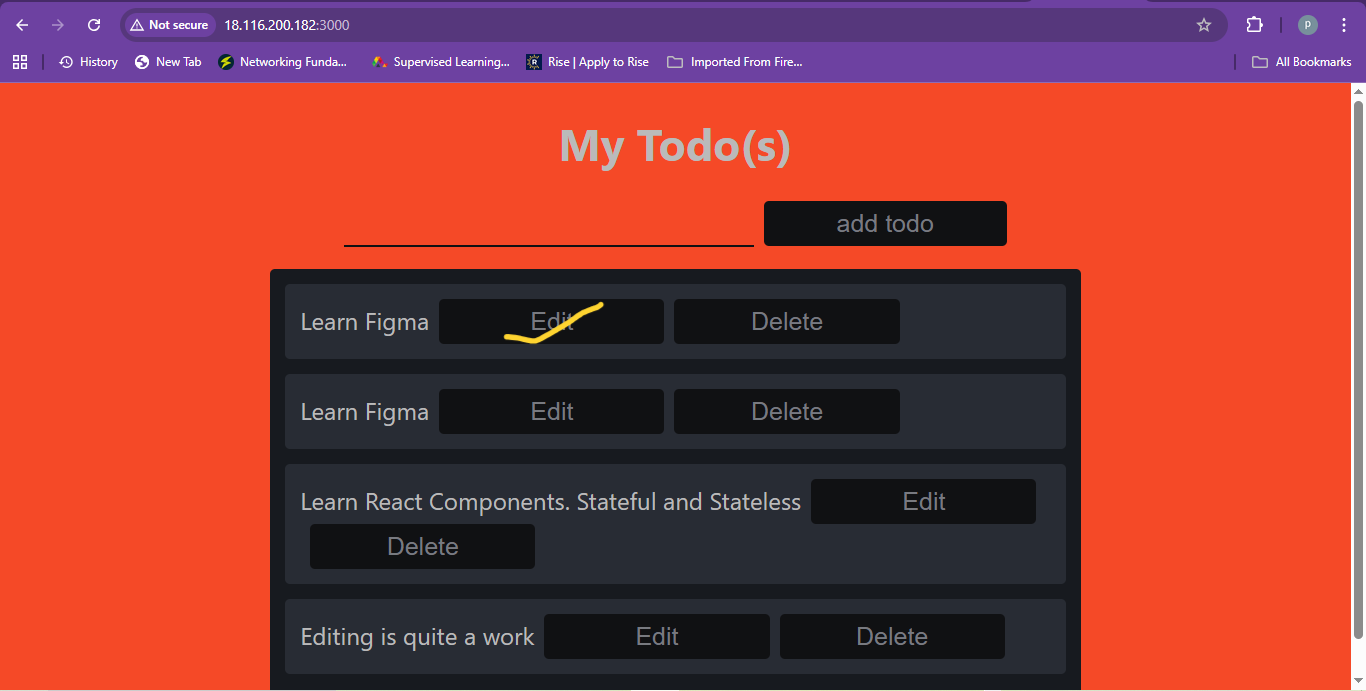 Not secure 18.116.200.182:3000 p
History New Tab Networking Funda... Supervised Learning... R Rise | Apply to Rise Imported From Fire... All Bookmarks
My Todo(s)
add todo
Learn Figma Edit Delete
Learn Figma Edit Delete
Learn React Components. Stateful and Stateless Edit
Delete
Editing is quite a work Edit Delete